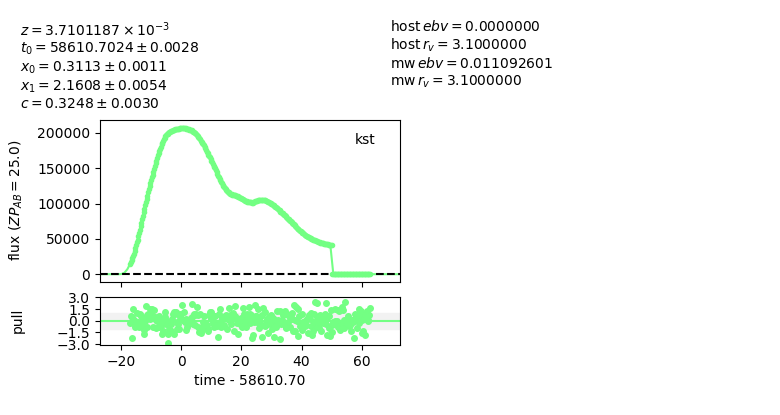 z = 3.7101187 × 10⁻³
t₀ = 58610.7024 ± 0.0028
x₀ = 0.3113 ± 0.0011
x₁ = 2.1608 ± 0.0054
c = 0.3248 ± 0.0030
host ebv = 0.0000000
host r_v = 3.1000000
mw ebv = 0.011092601
mw r_v = 3.1000000
flux (ZP_AB = 25.0)
200000
150000
100000
50000
0
kst
pull
3.0
1.5
0.0
−1.5
−3.0
−20 0 20 40 60
time - 58610.70